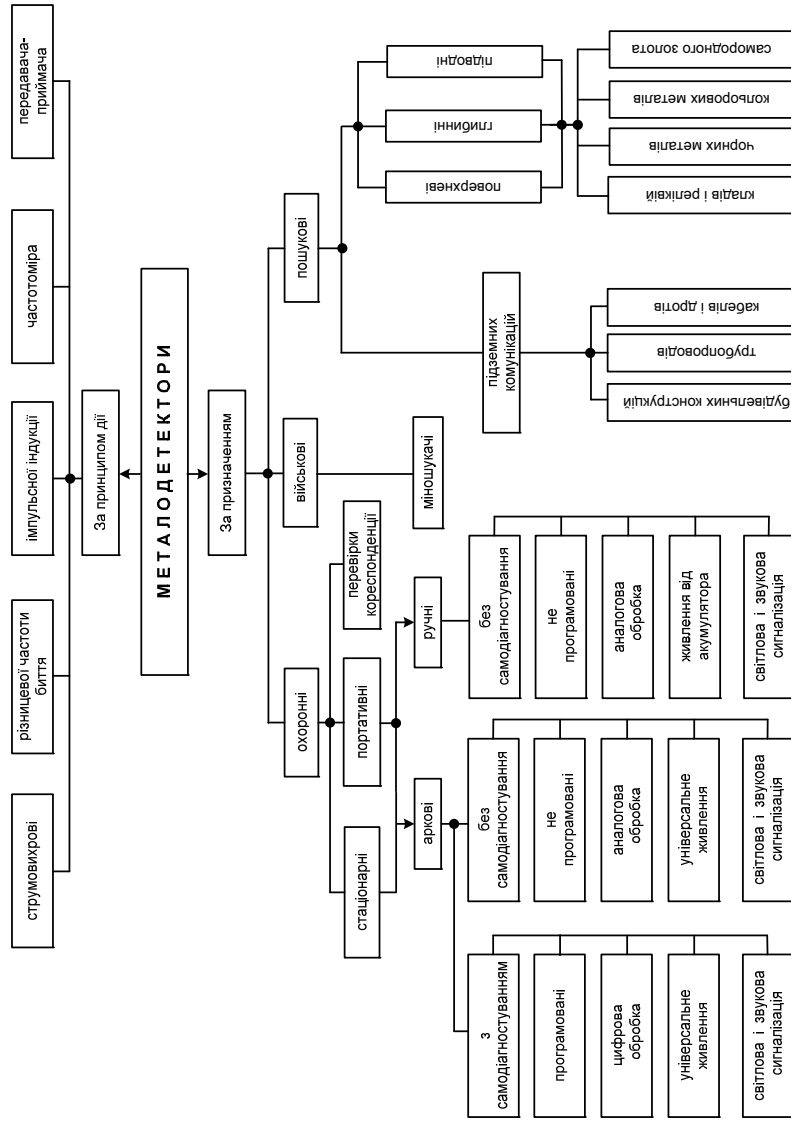 струмовихрові
різницевої частоти
биття
імпульсної індукції
частотоміра
передавача-
приймача
За принципом дії
МЕТАЛОДЕТЕКТОРИ
За призначенням
охоронні
військові
пошукові
стаціонарні
портативні
перевірки
кореспонденції
міношукачі
підземних
комунікацій
поверхневі
глибинні
підводні
аркові
ручні
з
самодіагностуванням
програмовані
цифрова
обробка
універсальне
живлення
світлова і звукова
сигналізація
без
самодіагностування
не
програмовані
аналогова
обробка
універсальне
живлення
світлова і звукова
сигналізація
без
самодіагностування
не
програмовані
аналогова
обробка
живлення від
акумулятора
світлова і звукова
сигналізація
будівельних конструкцій
трубопроводів
кабелів і дротів
кладів і реліквій
чорних металів
кольорових металів
самородного золота